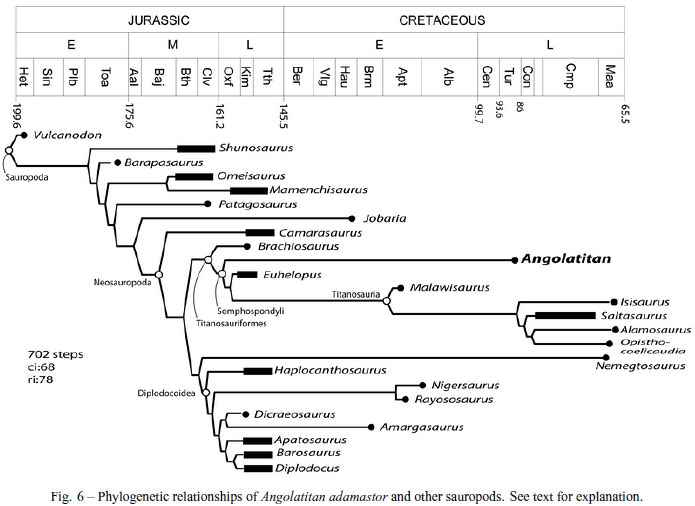 JURASSIC CRETACEOUS
E M L E L
Het Sin Plb Toa Aal Baj Bth Clv Oxf Kim Tth Ber Vlg Hau Brm Apt Alb Cen Tur Con Cmp Maa
199.6 175.6 161.2 145.5 99.7 93.6 86 65.5
Vulcanodon
Sauropoda
Shunosaurus
Barapasaurus
Omeisaurus
Mamenchisaurus
Patagosaurus
Jobaria
Camarasaurus
Brachiosaurus
Angolatitan
Neosauropoda
Euhelopus
Malawisaurus
Titanosauria
Somphospondyli
Titanosauriformes
Isisaurus
Saltasaurus
Alamosaurus
Opistho-
coelicaudia
Nemegtosaurus
702 steps
ci:68
ri:78
Haplocanthosaurus
Diplodocoidea
Nigersaurus
Rayososaurus
Dicraeosaurus
Amargasaurus
Apatosaurus
Barosaurus
Diplodocus
Fig. 6 – Phylogenetic relationships of Angolatitan adamastor and other sauropods. See text for explanation.